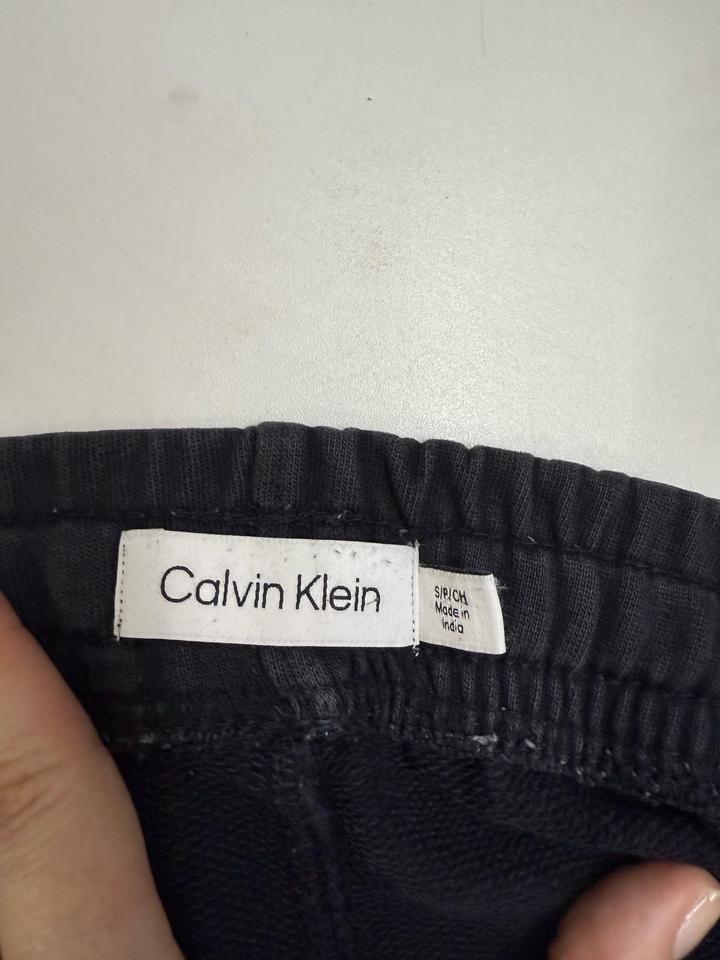 Calvin Klein
S/P/CH
Made in
India